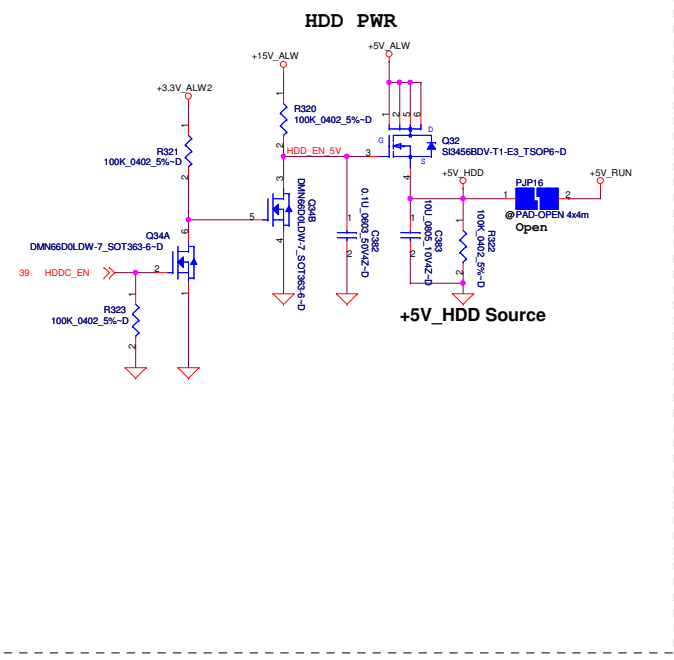 HDD PWR
+15V_ALW
+5V_ALW
+3.3V_ALW2
1
R320
100K_0402_5%~D
2
1
R321
100K_0402_5%~D
2
1
2
5
6
D
G
S
Q32
SI3456BDV-T1-E3_TSOP6~D
HDD_EN_5V
3
4
+5V_HDD
PJP16
1
2
+5V_RUN
@PAD-OPEN 4x4m
Open
3
5
4
Q34B
DMN66D0LDW-7_SOT363-6~D
1
2
C382
0.1U_0603_50V4Z~D
1
2
C383
10U_0805_10V4Z~D
1
2
R322
100K_0402_5%~D
Q34A
DMN66D0LDW-7_SOT363-6~D
6
2
1
39 HDDC_EN
1
R323
100K_0402_5%~D
2
+5V_HDD Source